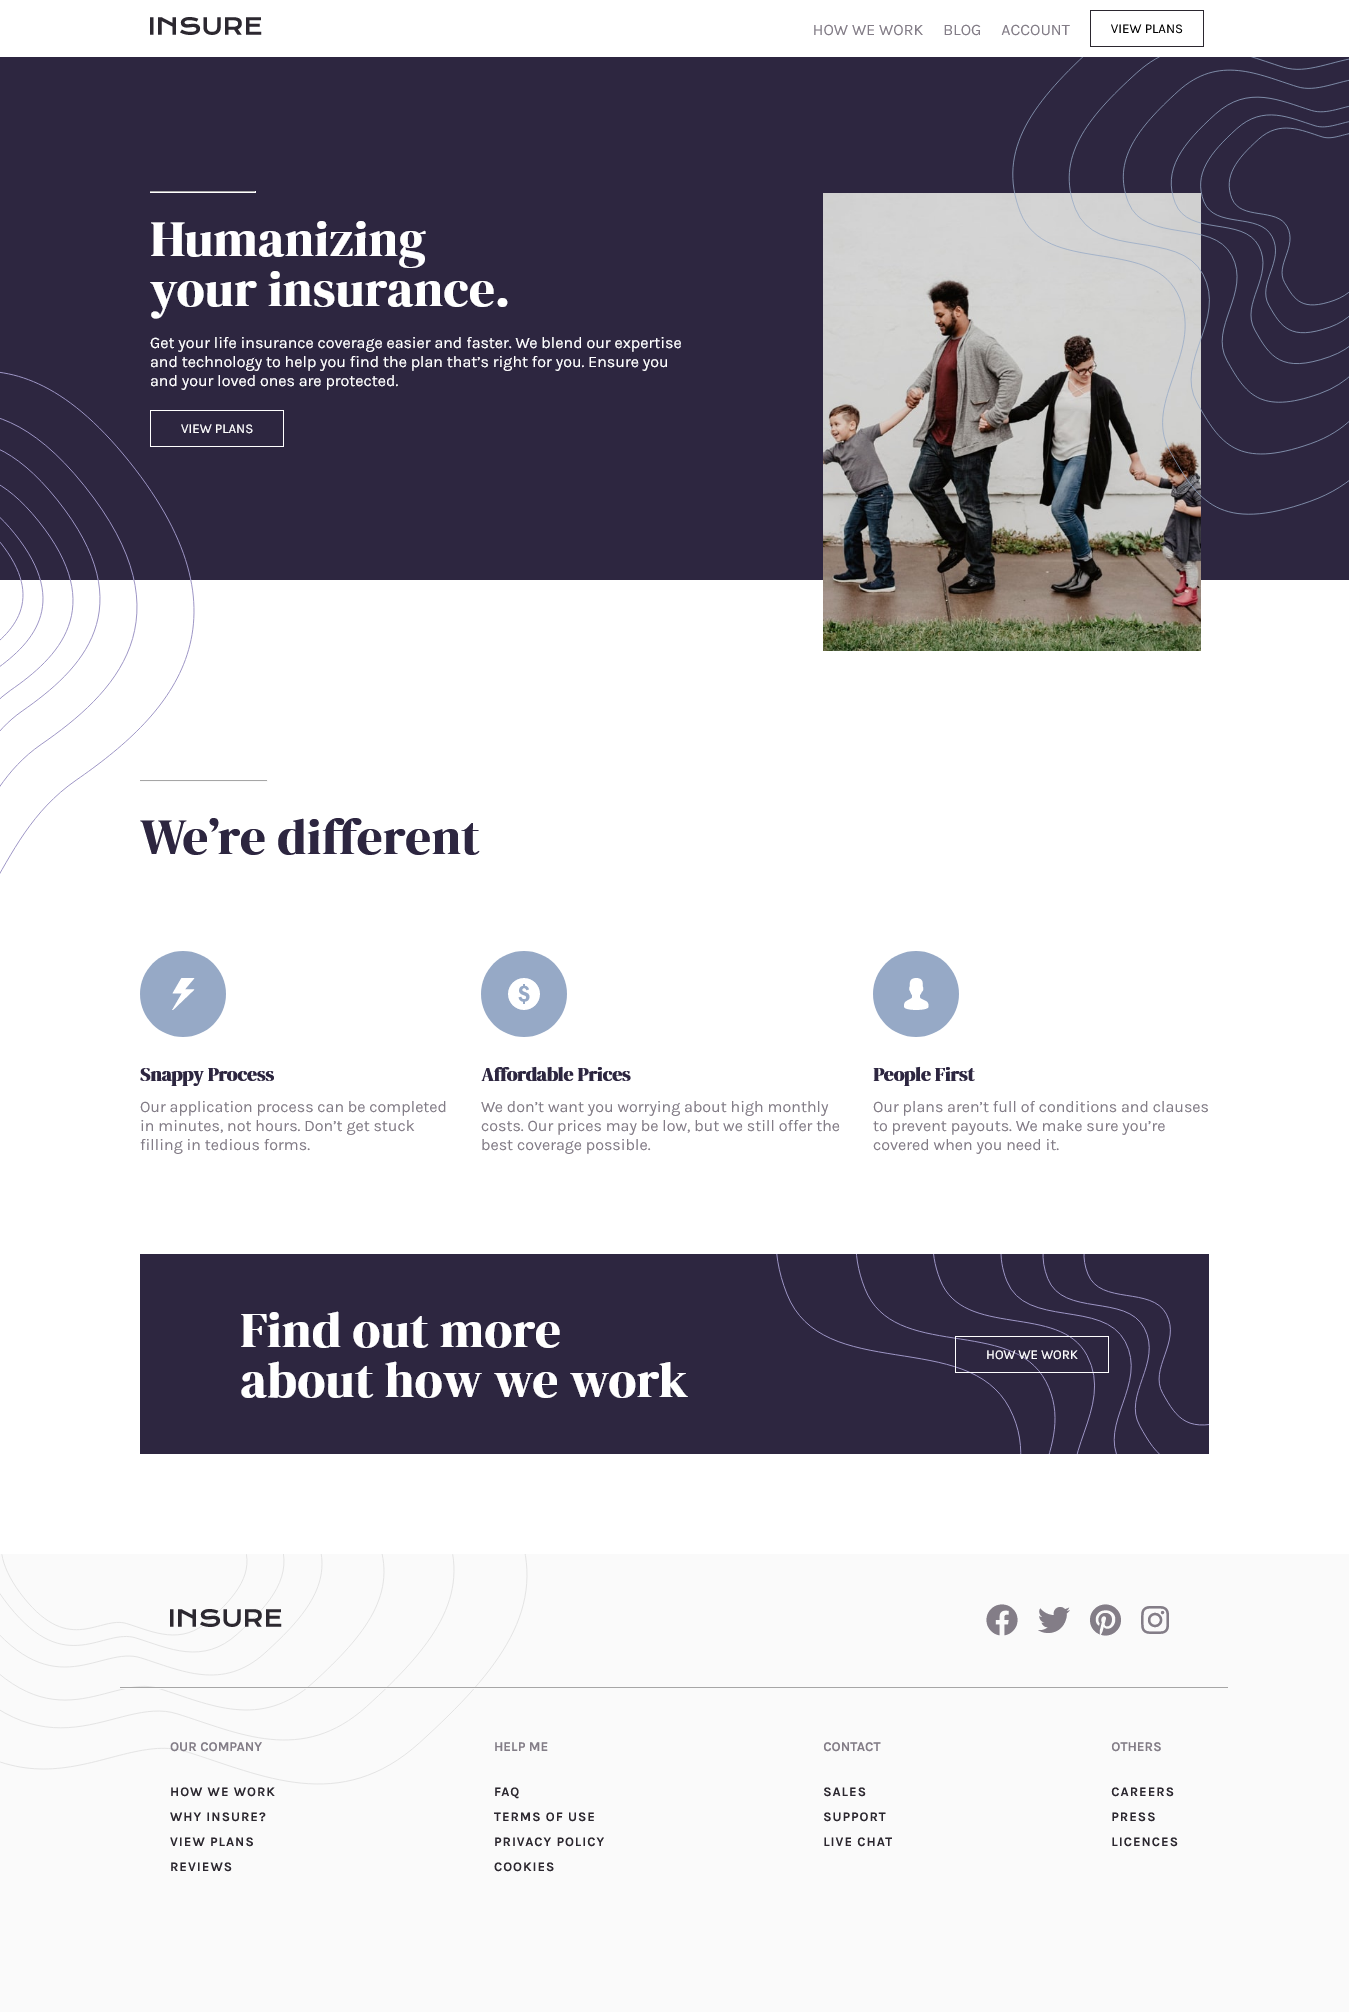 INSURE
HOW WE WORK BLOG ACCOUNT VIEW PLANS
Humanizing
your insurance.
Get your life insurance coverage easier and faster. We blend our expertise
and technology to help you find the plan that’s right for you. Ensure you
and your loved ones are protected.
VIEW PLANS
We’re different
Snappy Process
Our application process can be completed
in minutes, not hours. Don’t get stuck
filling in tedious forms.
Affordable Prices
We don’t want you worrying about high monthly
costs. Our prices may be low, but we still offer the
best coverage possible.
People First
Our plans aren’t full of conditions and clauses
to prevent payouts. We make sure you’re
covered when you need it.
Find out more
about how we work
HOW WE WORK
INSURE
OUR COMPANY
HOW WE WORK
WHY INSURE?
VIEW PLANS
REVIEWS
HELP ME
FAQ
TERMS OF USE
PRIVACY POLICY
COOKIES
CONTACT
SALES
SUPPORT
LIVE CHAT
OTHERS
CAREERS
PRESS
LICENCES